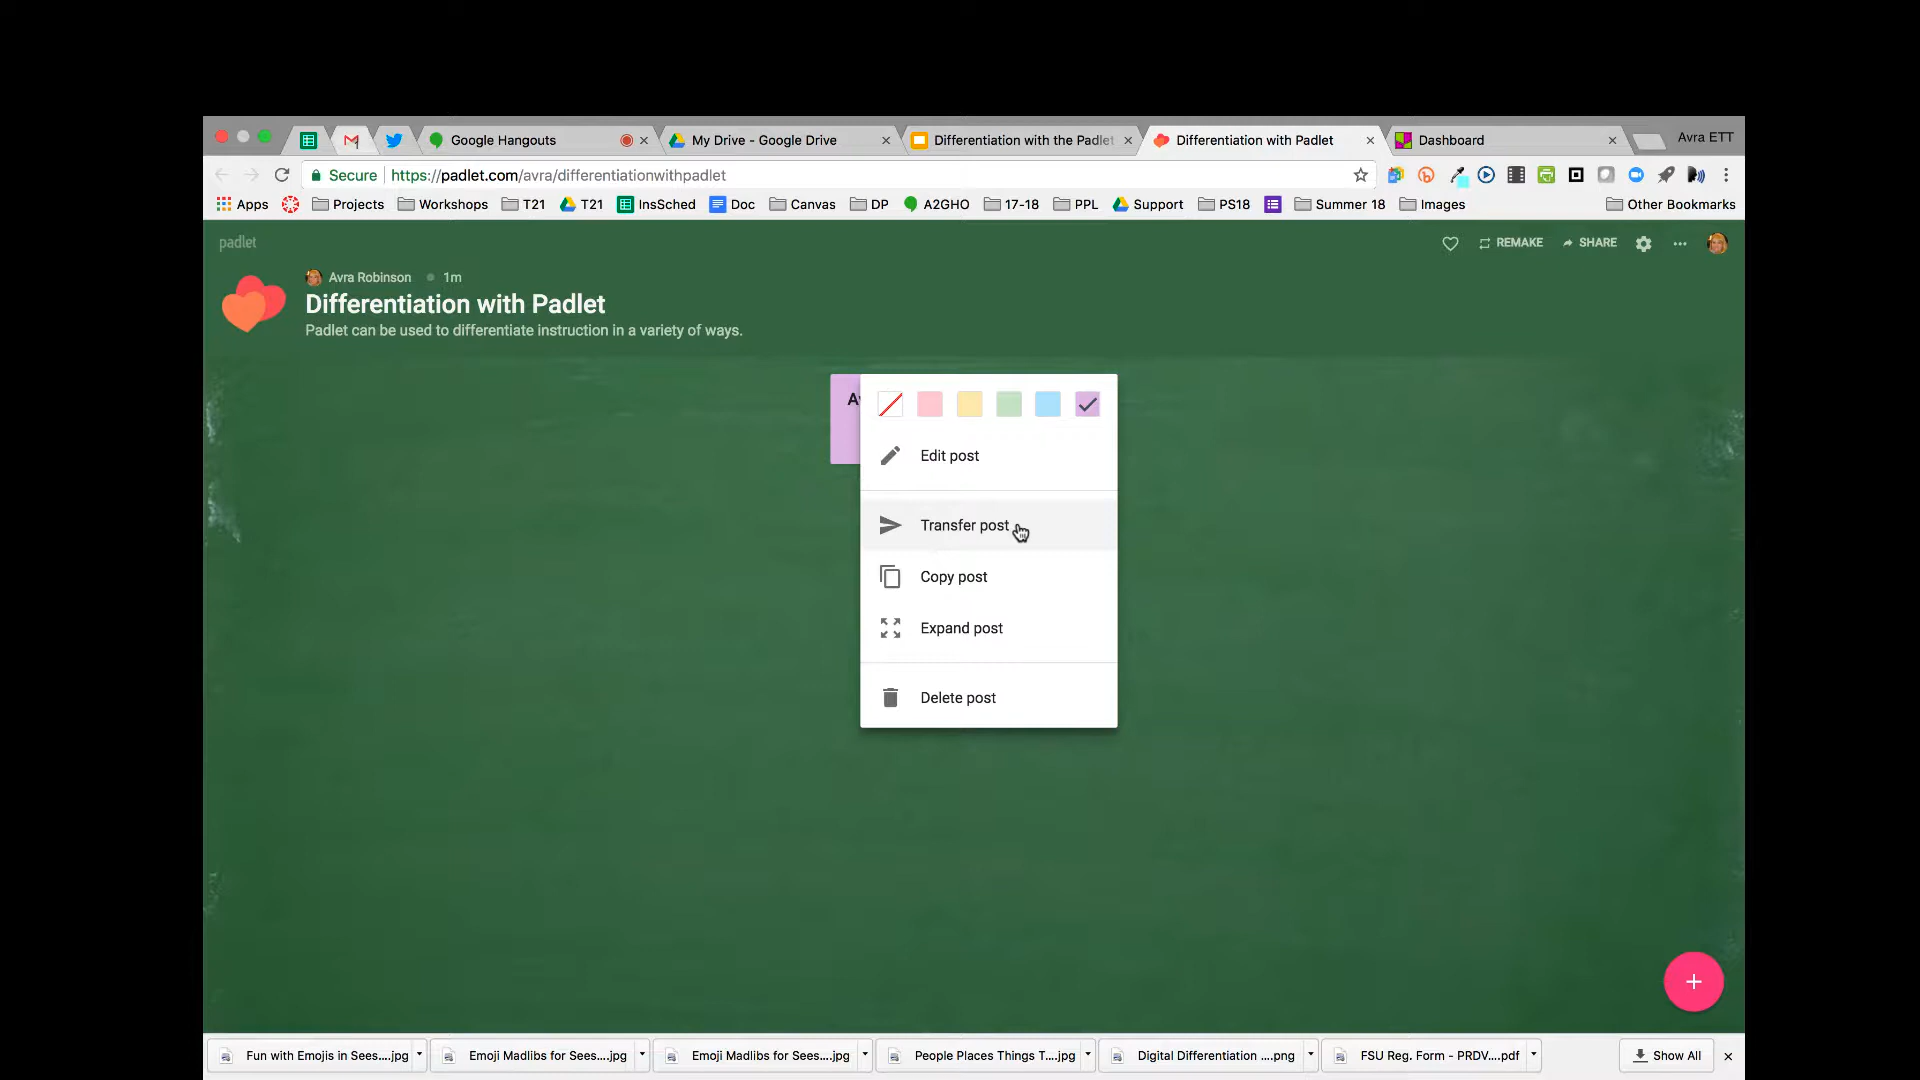 Google Hangouts
My Drive - Google Drive
Differentiation with the Padlet
Differentiation with Padlet
Dashboard
Avra ETT
Secure
https://padlet.com/avra/differentiationwithpadlet
Apps
Projects
Workshops
T21
T21
InsSched
Doc
Canvas
DP
A2GHO
17-18
PPL
Support
PS18
Summer 18
Images
Other Bookmarks
padlet
REMAKE
SHARE
Avra Robinson
1m
Differentiation with Padlet
Padlet can be used to differentiate instruction in a variety of ways.
Edit post
Transfer post
Copy post
Expand post
Delete post
Fun with Emojis in Sees....jpg
Emoji Madlibs for Sees....jpg
Emoji Madlibs for Sees....jpg
People Places Things T....jpg
Digital Differentiation ....png
FSU Reg. Form - PRDV....pdf
Show All